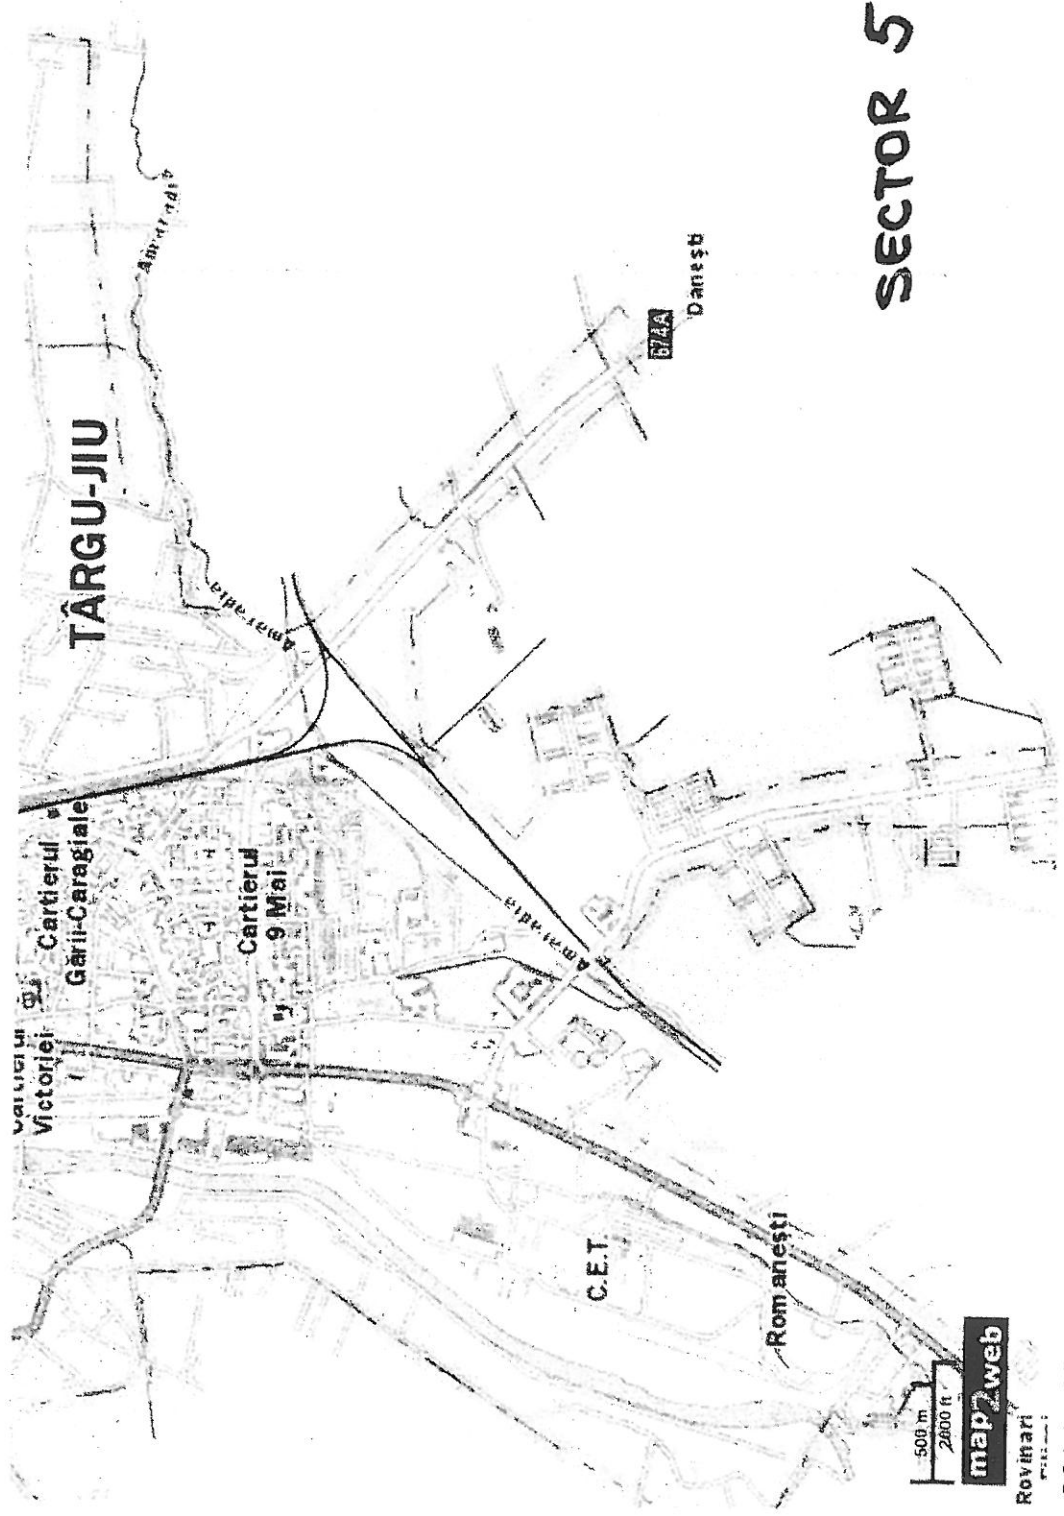 SECTOR 5
TÂRGU-JIU
Amaradia
Amaradia
Amaradia
674A
Danești
Cartierul
Gării-Caragiale
Cartierul
9 Mai
Cartierul
Victoriei
C.E.T.
Romanești
500 m
2000 ft
map2web
Rovinari